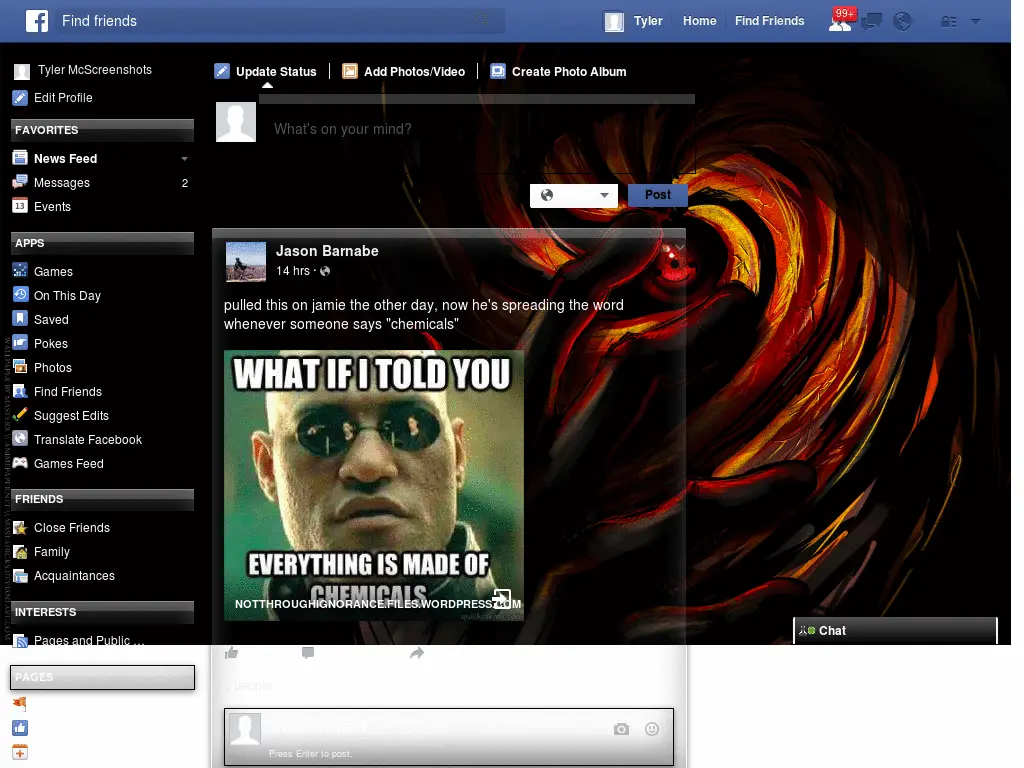 Find friends
Tyler
Home
Find Friends
99+
Tyler McScreenshots
Edit Profile
FAVORITES
News Feed
Messages
2
13
Events
APPS
Games
On This Day
Saved
Pokes
Photos
Find Friends
Suggest Edits
Translate Facebook
Games Feed
FRIENDS
Close Friends
Family
Acquaintances
INTERESTS
Pages and Public ...
PAGES
Update Status
Add Photos/Video
Create Photo Album
What's on your mind?
Post
Jason Barnabe
14 hrs ·
pulled this on jamie the other day, now he's spreading the word
whenever someone says "chemicals"
WHAT IF I TOLD YOU
EVERYTHING IS MADE OF
CHEMICALS
NOTTHROUGHIGNORANCE.FILES.WORDPRESS.COM
people
Press Enter to post.
Chat